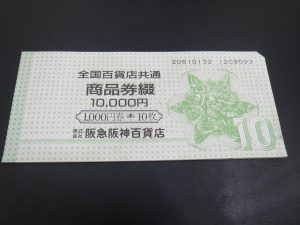 20610132 1209593
全国百貨店共通
商品券綴
10,000円
1,000円券 10枚
株式会社 阪急阪神百貨店
10